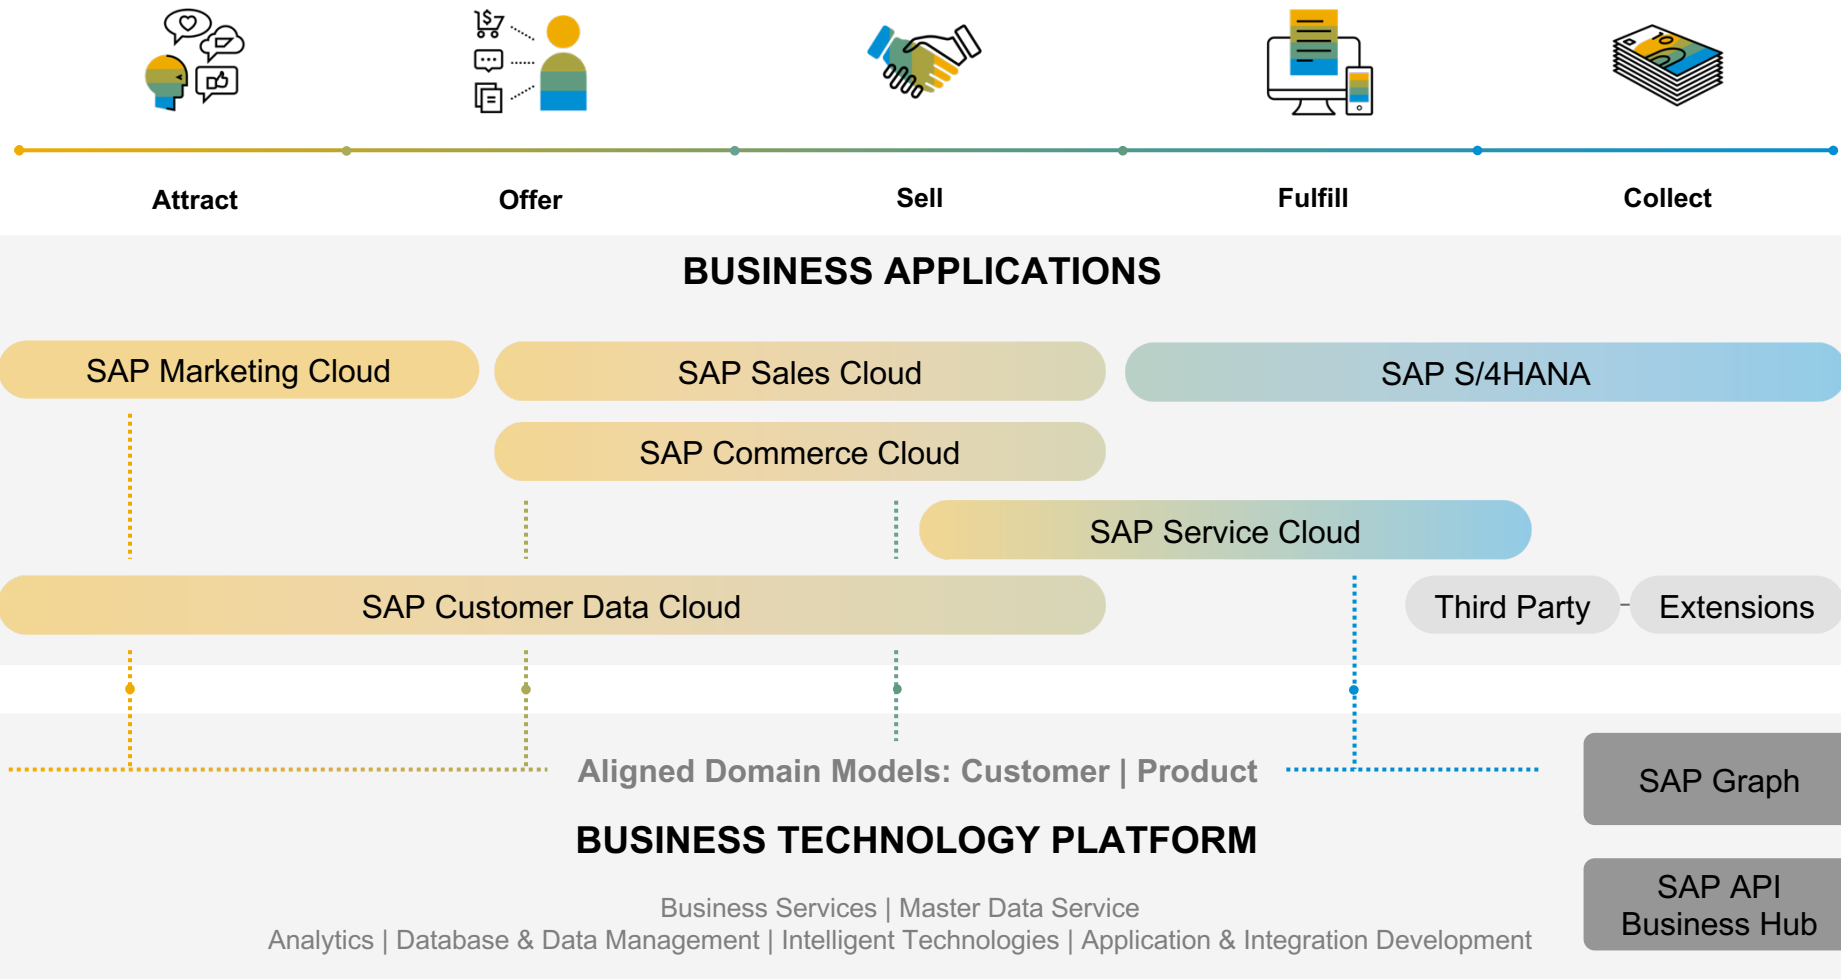 Attract
Offer
Sell
Fulfill
Collect
BUSINESS APPLICATIONS
SAP Marketing Cloud
SAP Sales Cloud
SAP S/4HANA
SAP Commerce Cloud
SAP Service Cloud
SAP Customer Data Cloud
Third Party
Extensions
Aligned Domain Models: Customer | Product
SAP Graph
BUSINESS TECHNOLOGY PLATFORM
SAP API
Business Hub
Business Services | Master Data Service
Analytics | Database & Data Management | Intelligent Technologies | Application & Integration Development
$
10